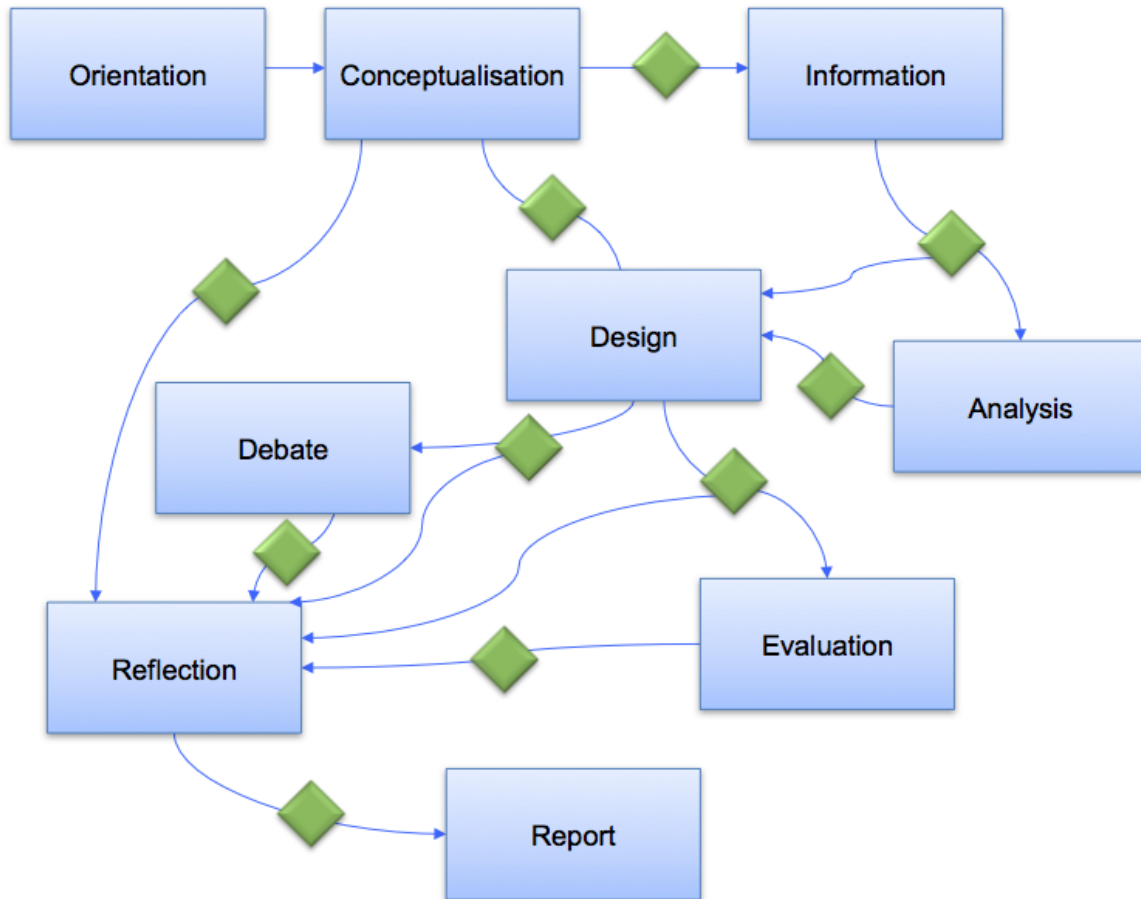 Orientation
Conceptualisation
Information
Design
Analysis
Debate
Evaluation
Reflection
Report